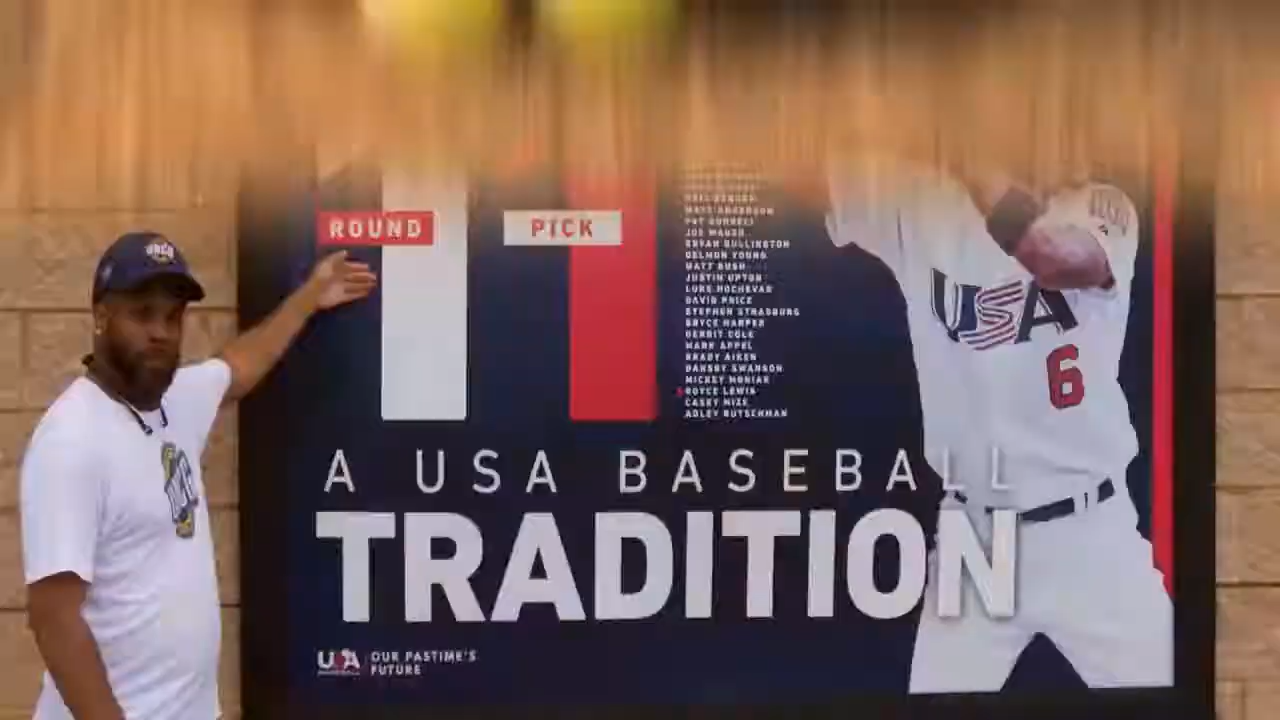 ROUND
PICK
MATT ANDERSON
PAT BURRELL
JOE MAUER
BRYAN BULLINGTON
DELMON YOUNG
MATT BUSH
JUSTIN UPTON
LUKE HOCHEVAR
DAVID PRICE
STEPHEN STRASBURG
BRYCE HARPER
GERRIT COLE
MARK APPEL
BRADY AIKEN
DANSBY SWANSON
MICKEY MONIAK
ROYCE LEWIS
CASEY MIZE
ADLEY RUTSCHMAN
USA
6
A USA BASEBALL
TRADITION
USA
OUR PASTIME'S
FUTURE